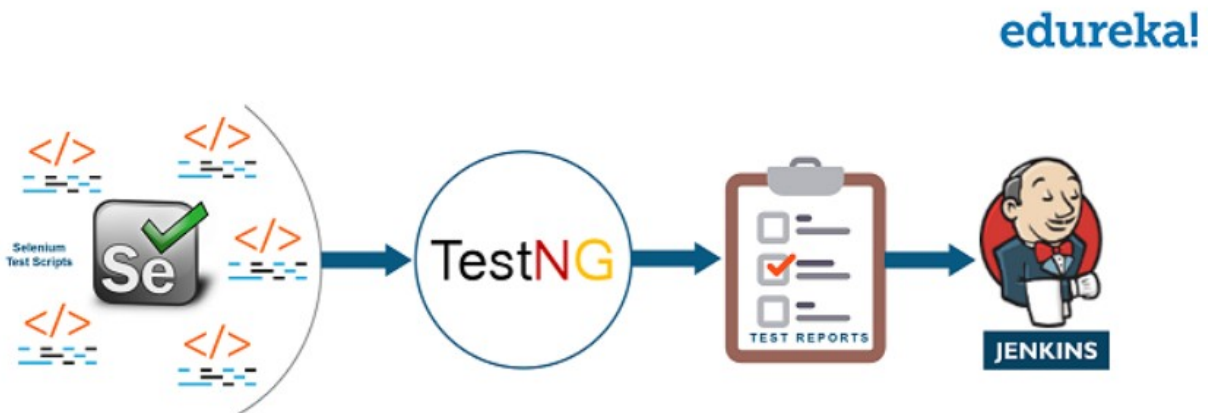 edureka!
</>
</>
</>
</>
</>
Selenium
Test Scripts
Se
TestNG
TEST REPORTS
JENKINS